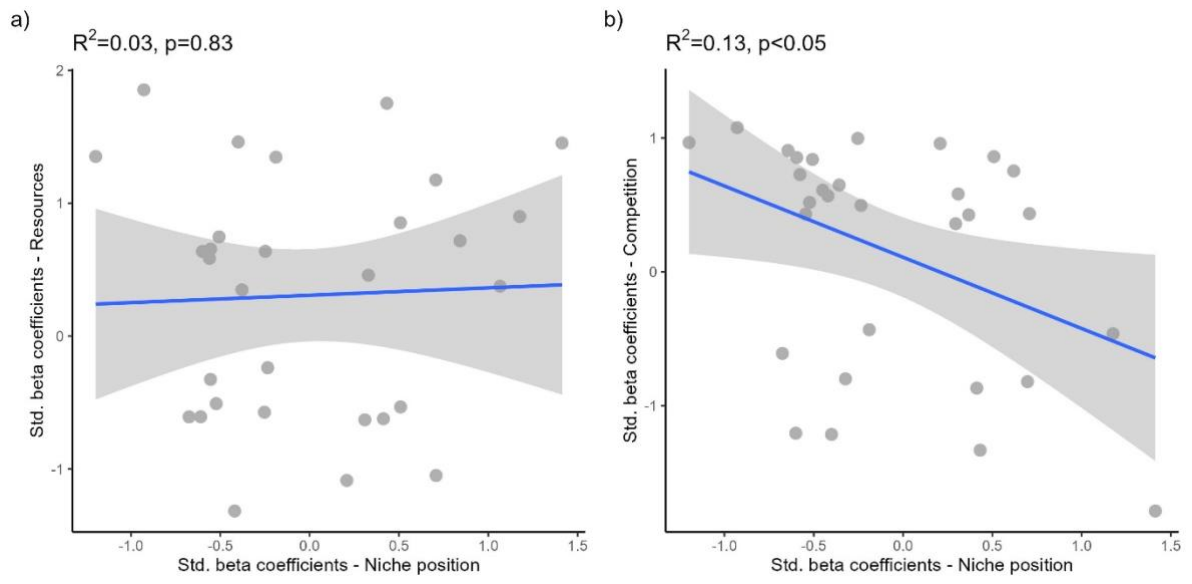 a)
R²=0.03, p=0.83
Std. beta coefficients - Resources
2
1
0
-1
-1.0 -0.5 0.0 0.5 1.0 1.5
Std. beta coefficients - Niche position
b)
R²=0.13, p<0.05
Std. beta coefficients - Competition
1
0
-1
-1.0 -0.5 0.0 0.5 1.0 1.5
Std. beta coefficients - Niche position